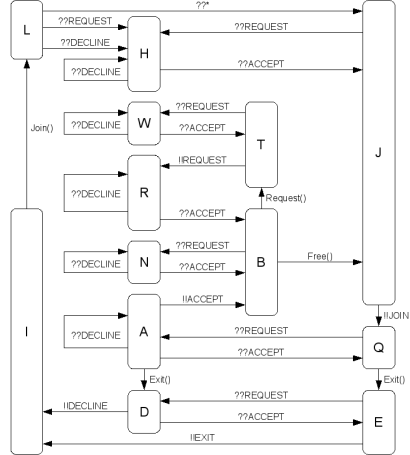 ??*
L
??REQUEST
??REQUEST
??DECLINE
H
??DECLINE
??ACCEPT
??REQUEST
W
??DECLINE
??ACCEPT
T
Join()
J
!!REQUEST
R
??DECLINE
Request()
??ACCEPT
??REQUEST
N
??DECLINE
??ACCEPT
B
Free()
!!ACCEPT
I
A
??DECLINE
??REQUEST
!!JOIN
Q
??ACCEPT
Exit()
Exit()
??REQUEST
!!DECLINE
D
??ACCEPT
E
!!EXIT